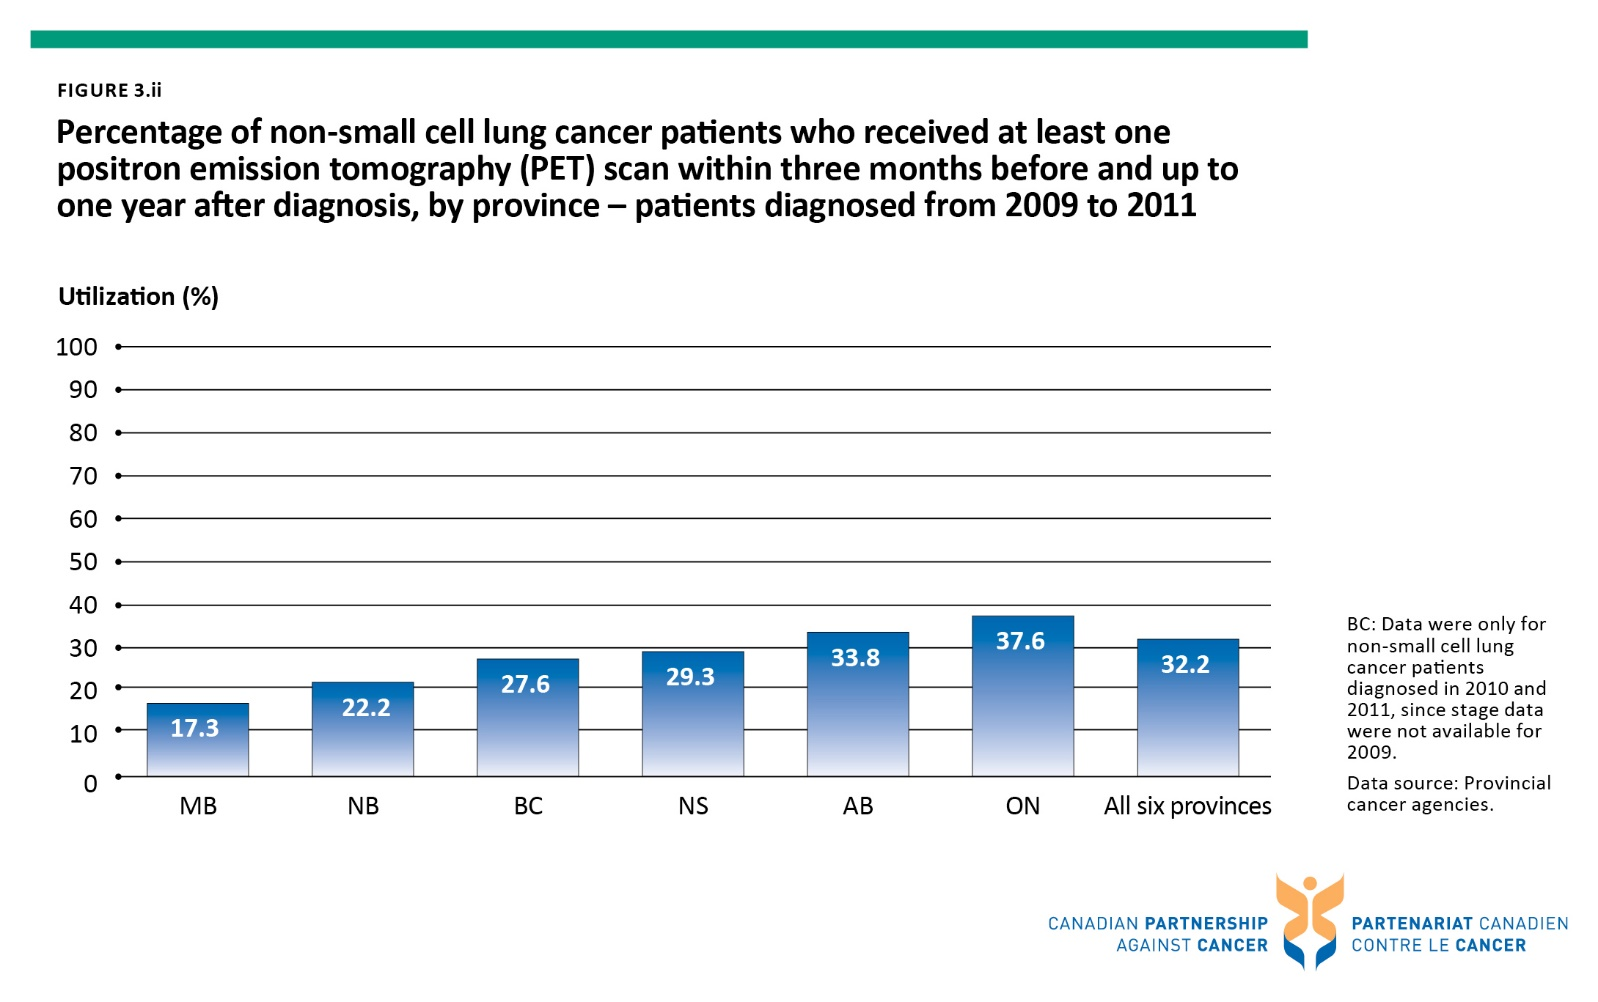 FIGURE 3.ii
Percentage of non-small cell lung cancer patients who received at least one
positron emission tomography (PET) scan within three months before and up to
one year after diagnosis, by province – patients diagnosed from 2009 to 2011
Utilization (%)
100
90
80
70
60
50
40
30
20
10
0
17.3
22.2
27.6
29.3
33.8
37.6
32.2
MB
NB
BC
NS
AB
ON
All six provinces
BC: Data were only for
non-small cell lung
cancer patients
diagnosed in 2010 and
2011, since stage data
were not available for
2009.
Data source: Provincial
cancer agencies.
CANADIAN PARTNERSHIP
AGAINST CANCER
PARTENARIAT CANADIEN
CONTRE LE CANCER